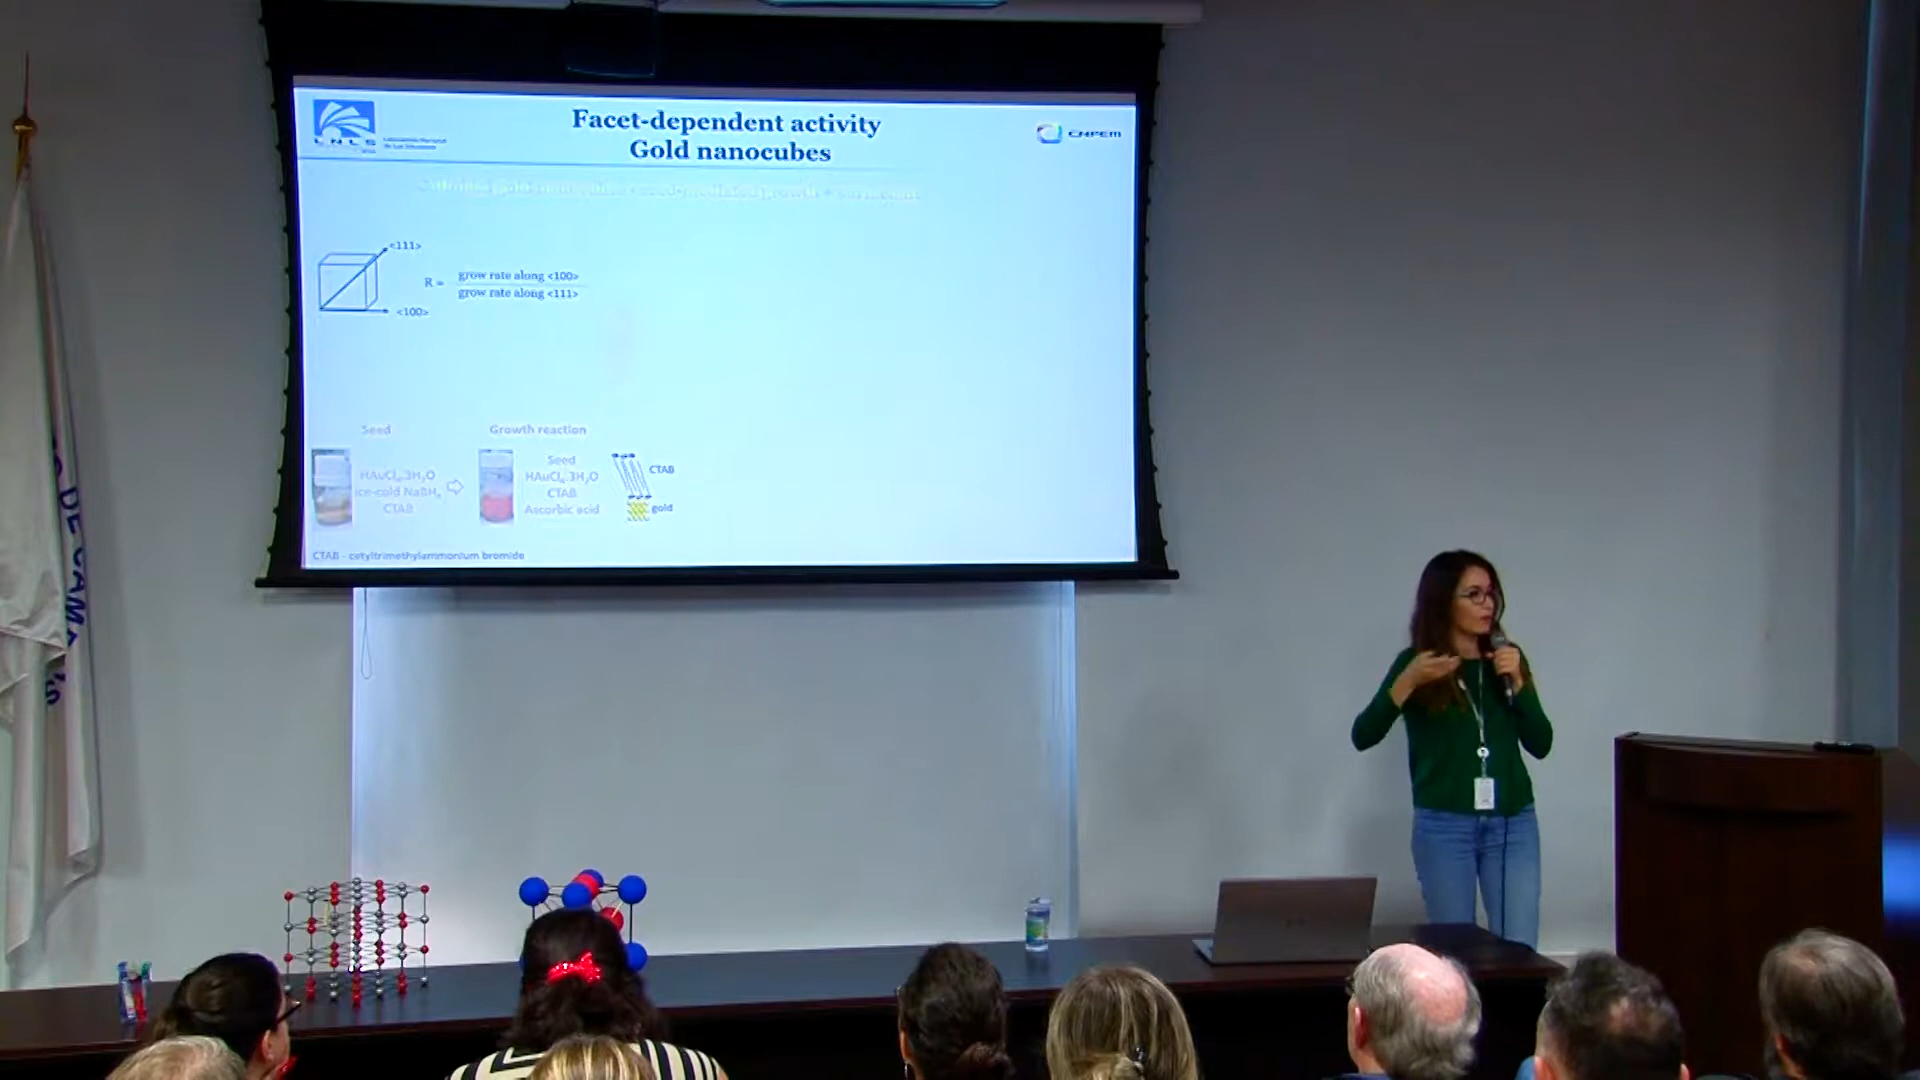 LNLS
CNPEM
Facet-dependent activity
Gold nanocubes
<111>
R = grow rate along <100>
grow rate along <111>
<100>
Seed
HAuCl₄.3H₂O
ice-cold NaBH₄
CTAB
Growth reaction
Seed
HAuCl₄.3H₂O
CTAB
Ascorbic acid
CTAB
gold
CTAB - cetyltrimethylammonium bromide